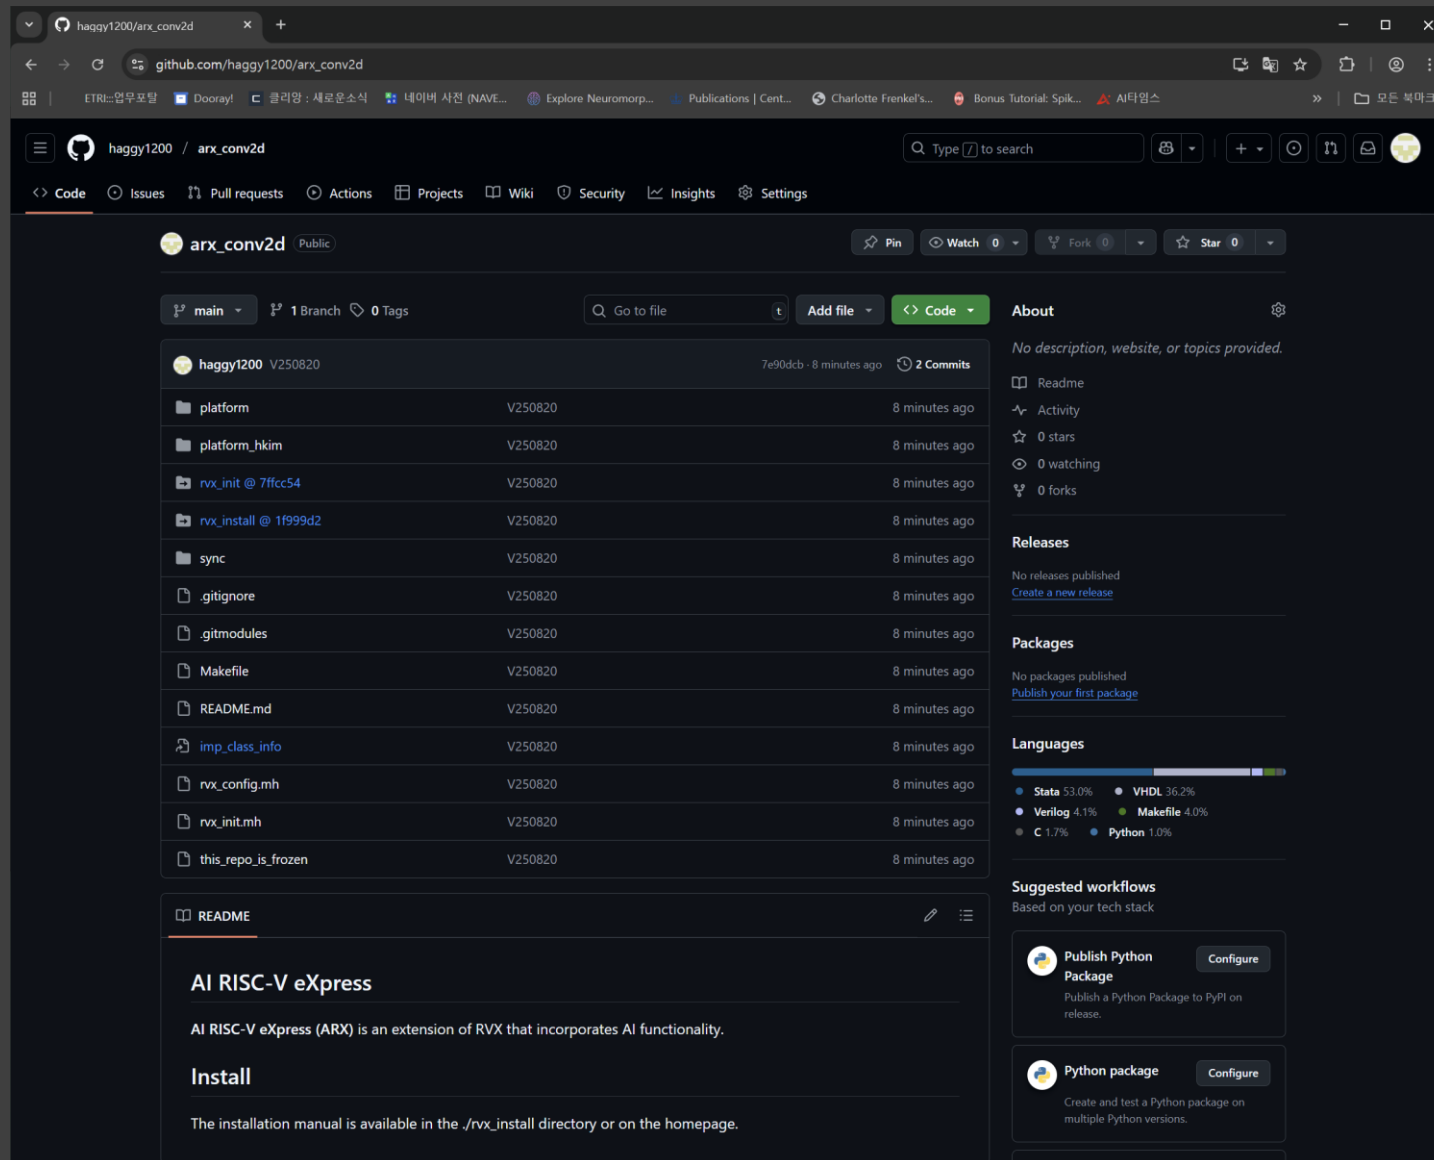 haggy1200/arx_conv2d
github.com/haggy1200/arx_conv2d
ETRI:::업무포탈 Dooray! 클리앙 : 새로운소식 네이버 사전 (NAVE... Explore Neuromorp... Publications | Cent... Charlotte Frenkel's... Bonus Tutorial: Spik... AI타임스 » 모든 북마크
haggy1200 / arx_conv2d
Type / to search
Code Issues Pull requests Actions Projects Wiki Security Insights Settings
arx_conv2d Public
Pin Watch 0 Fork 0 Star 0
main 1 Branch 0 Tags
Go to file t Add file Code
haggy1200 V250820 7e90dcb · 8 minutes ago 2 Commits
platform V250820 8 minutes ago
platform_hkim V250820 8 minutes ago
rvx_init @ 7ffcc54 V250820 8 minutes ago
rvx_install @ 1f999d2 V250820 8 minutes ago
sync V250820 8 minutes ago
.gitignore V250820 8 minutes ago
.gitmodules V250820 8 minutes ago
Makefile V250820 8 minutes ago
README.md V250820 8 minutes ago
imp_class_info V250820 8 minutes ago
rvx_config.mh V250820 8 minutes ago
rvx_init.mh V250820 8 minutes ago
this_repo_is_frozen V250820 8 minutes ago
README
AI RISC-V eXpress
AI RISC-V eXpress (ARX) is an extension of RVX that incorporates AI functionality.
Install
The installation manual is available in the ./rvx_install directory or on the homepage.
About
No description, website, or topics provided.
Readme
Activity
0 stars
0 watching
0 forks
Releases
No releases published
Create a new release
Packages
No packages published
Publish your first package
Languages
Stata 53.0% VHDL 36.2%
Verilog 4.1% Makefile 4.0%
C 1.7% Python 1.0%
Suggested workflows
Based on your tech stack
Publish Python
Package
Configure
Publish a Python Package to PyPI on
release.
Python package
Configure
Create and test a Python package on
multiple Python versions.